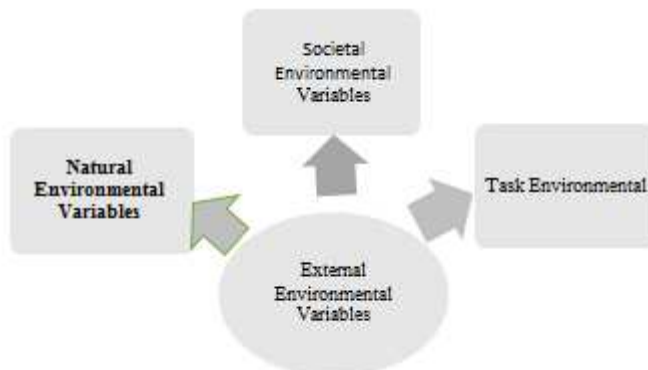 Societal
Environmental
Variables
Natural
Environmental
Variables
Task Environmental
External
Environmental
Variables